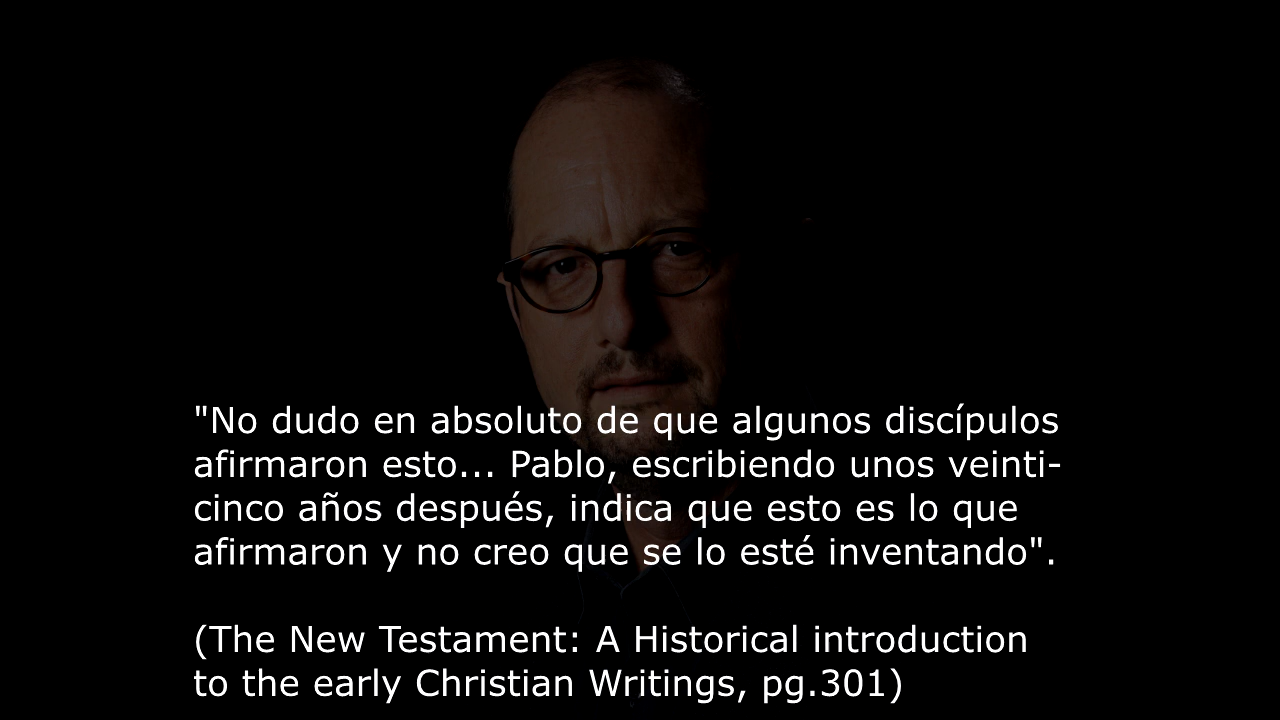 "No dudo en absoluto de que algunos discípulos
afirmaron esto... Pablo, escribiendo unos veinti-
cinco años después, indica que esto es lo que
afirmaron y no creo que se lo esté inventando".
(The New Testament: A Historical introduction
to the early Christian Writings, pg.301)